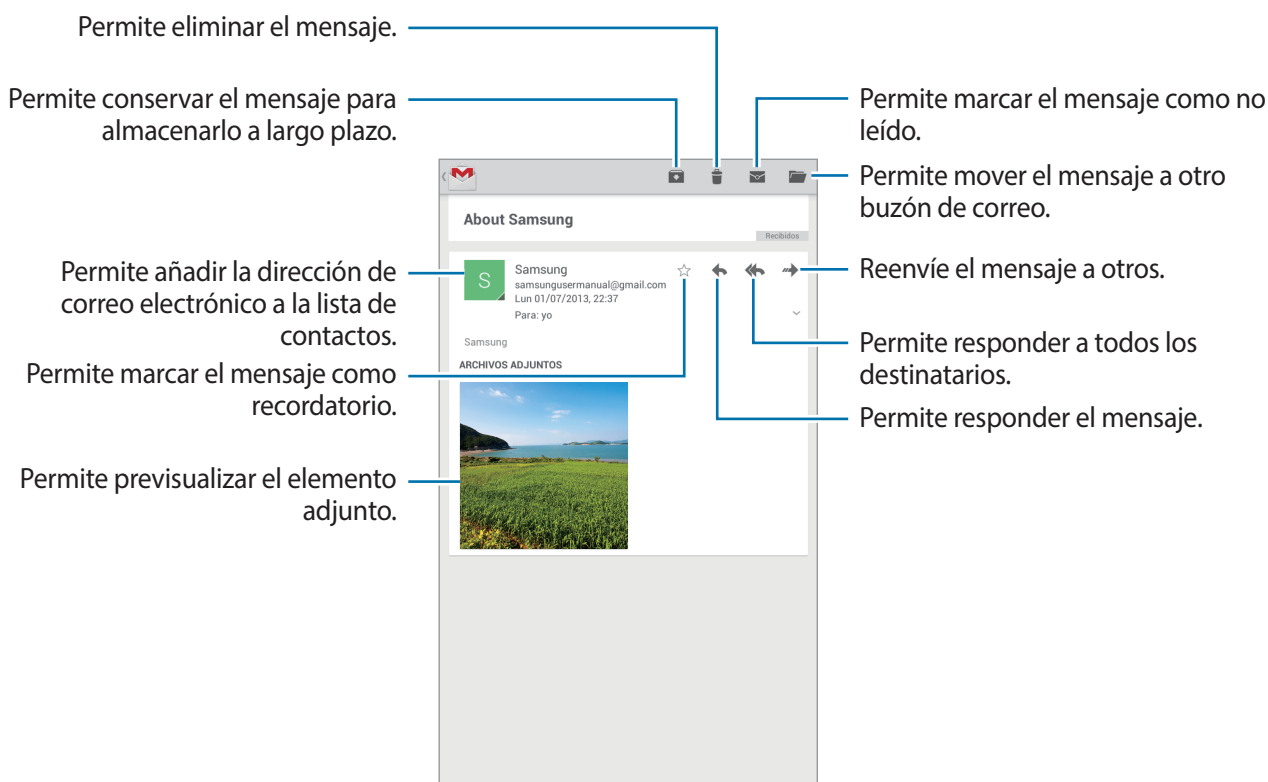 Permite eliminar el mensaje.
Permite conservar el mensaje para
almacenarlo a largo plazo.
Permite añadir la dirección de
correo electrónico a la lista de
contactos.
Permite marcar el mensaje como
recordatorio.
Permite previsualizar el elemento
adjunto.
About Samsung
Recibidos
S
Samsung
samsungusermanual@gmail.com
Lun 01/07/2013, 22:37
Para: yo
Samsung
ARCHIVOS ADJUNTOS
Permite marcar el mensaje como no
leído.
Permite mover el mensaje a otro
buzón de correo.
Reenvíe el mensaje a otros.
Permite responder a todos los
destinatarios.
Permite responder el mensaje.